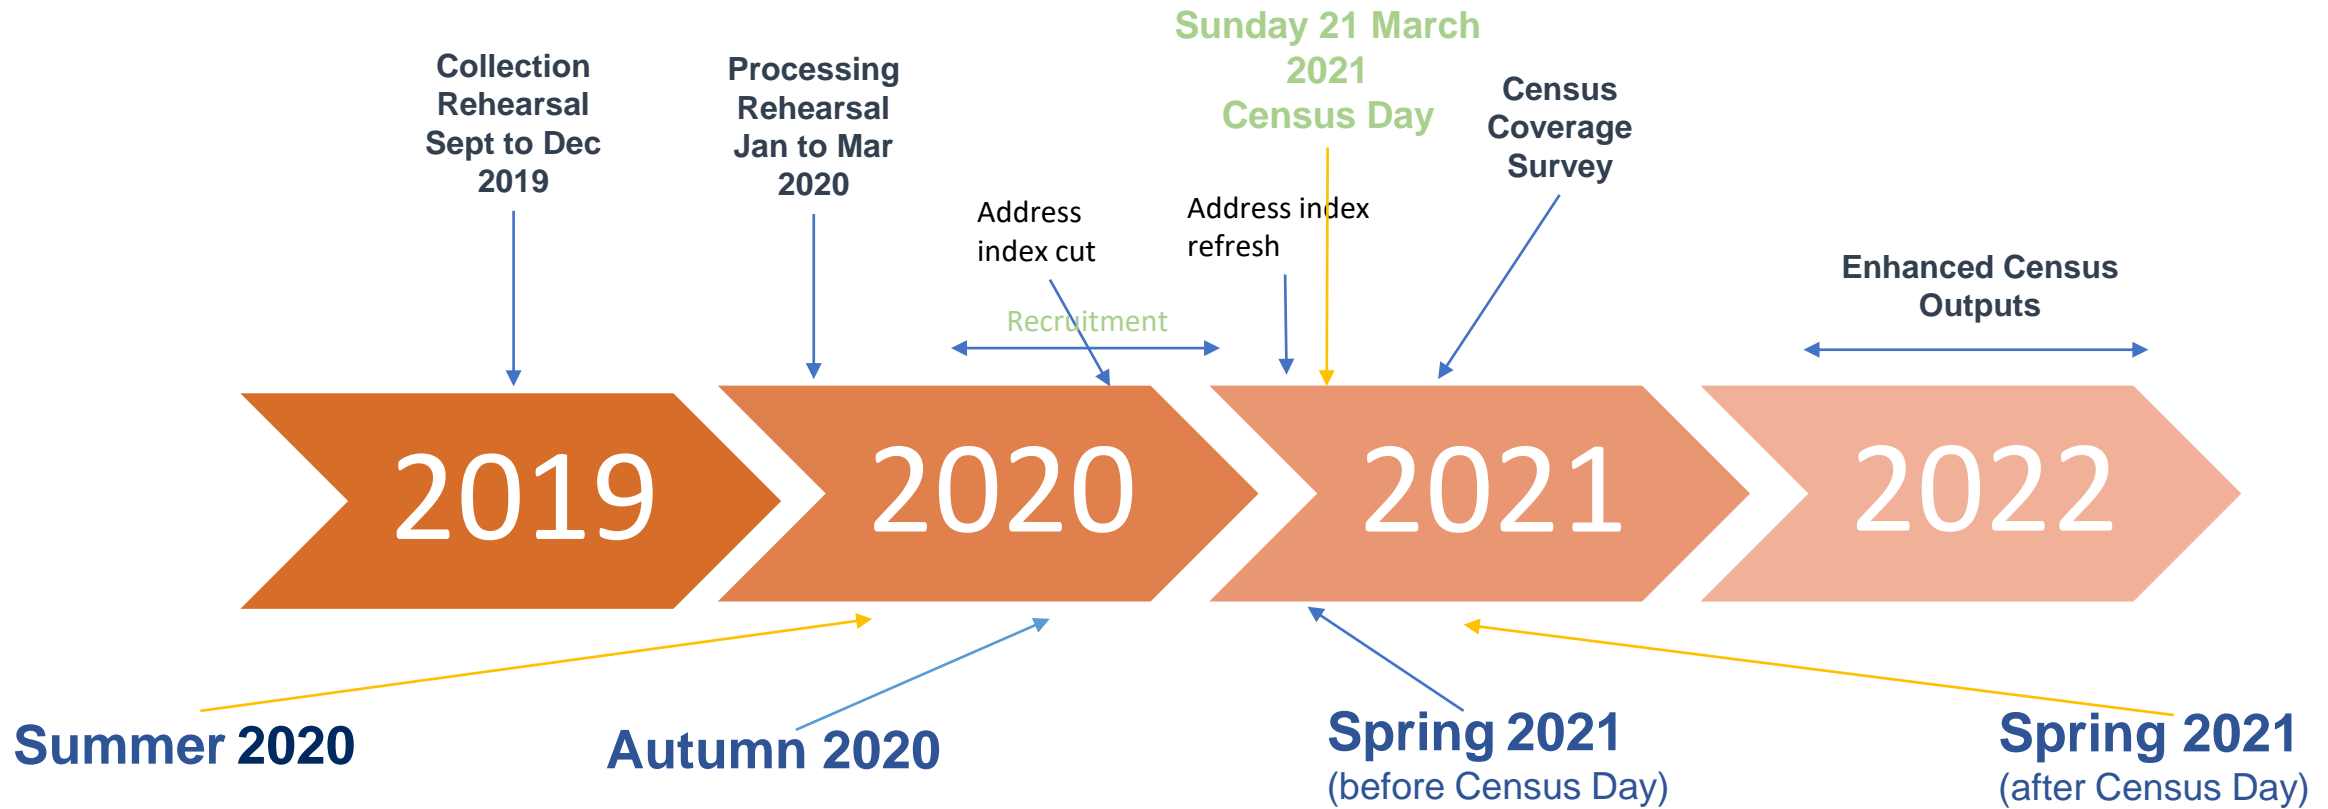 Collection
Rehearsal
Sept to Dec
2019
Processing
Rehearsal
Jan to Mar
2020
Sunday 21 March
2021
Census Day
Census
Coverage
Survey
Address
index cut
Address index
refresh
Recruitment
Enhanced Census
Outputs
2019
2020
2021
2022
Summer 2020
Autumn 2020
Spring 2021
(before Census Day)
Spring 2021
(after Census Day)